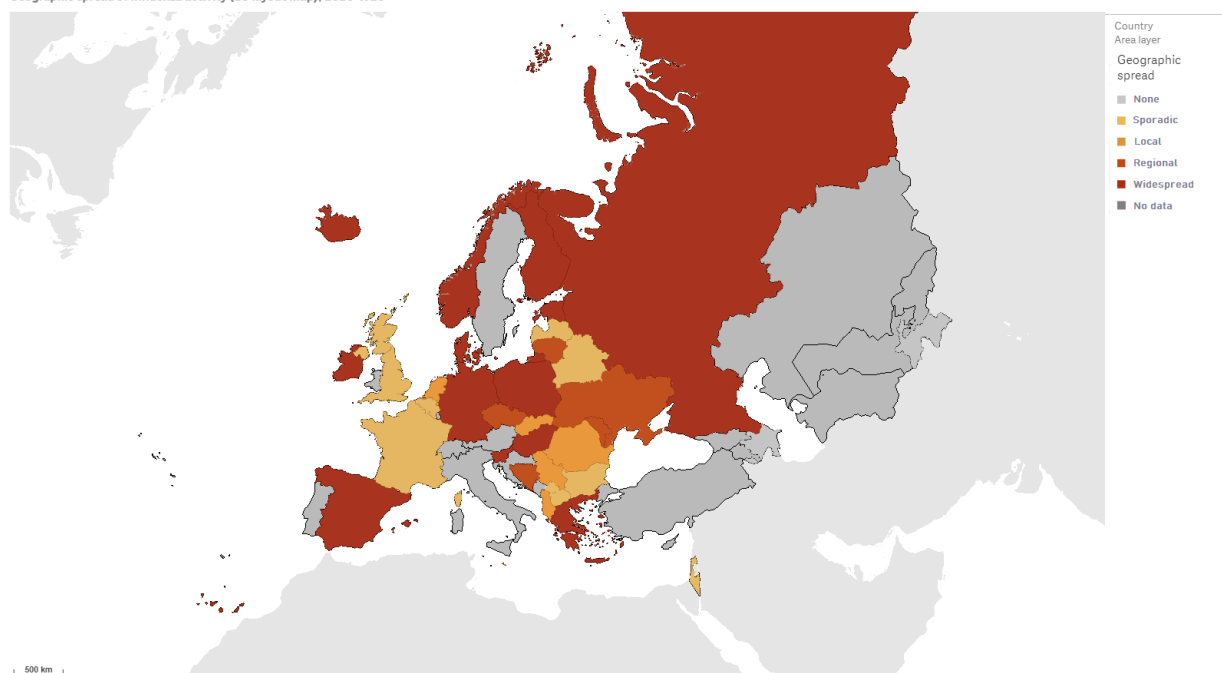 Country
Area layer
Geographic
spread
None
Sporadic
Local
Regional
Widespread
No data
500 km